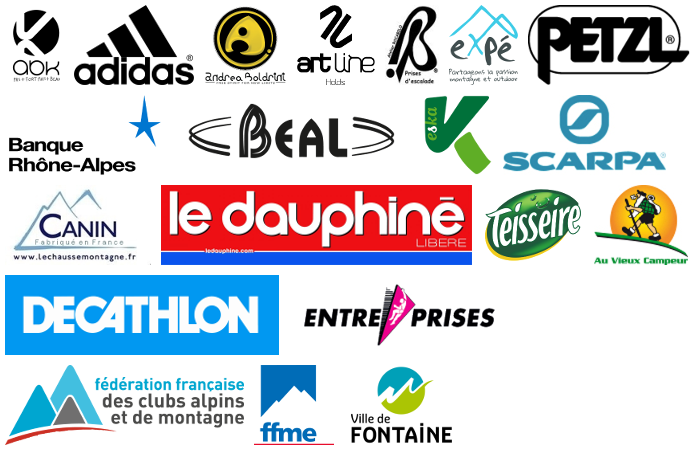 abk
adidas®
andrea Boldrini
art line
Holds
B
Prises d'escalade
expé
Partageons la passion
montagne et outdoor
PETZL®
Banque
Rhône-Alpes
BEAL
eska
SCARPA®
CANIN
Fabriqué en France
www.lechaussemontagne.fr
le dauphiné
LIBERE
ledauphine.com
Teisseire
Au Vieux Campeur
DECATHLON
ENTRE PRISES
fédération française
des clubs alpins
et de montagne
ffme
Ville de
FONTAINE